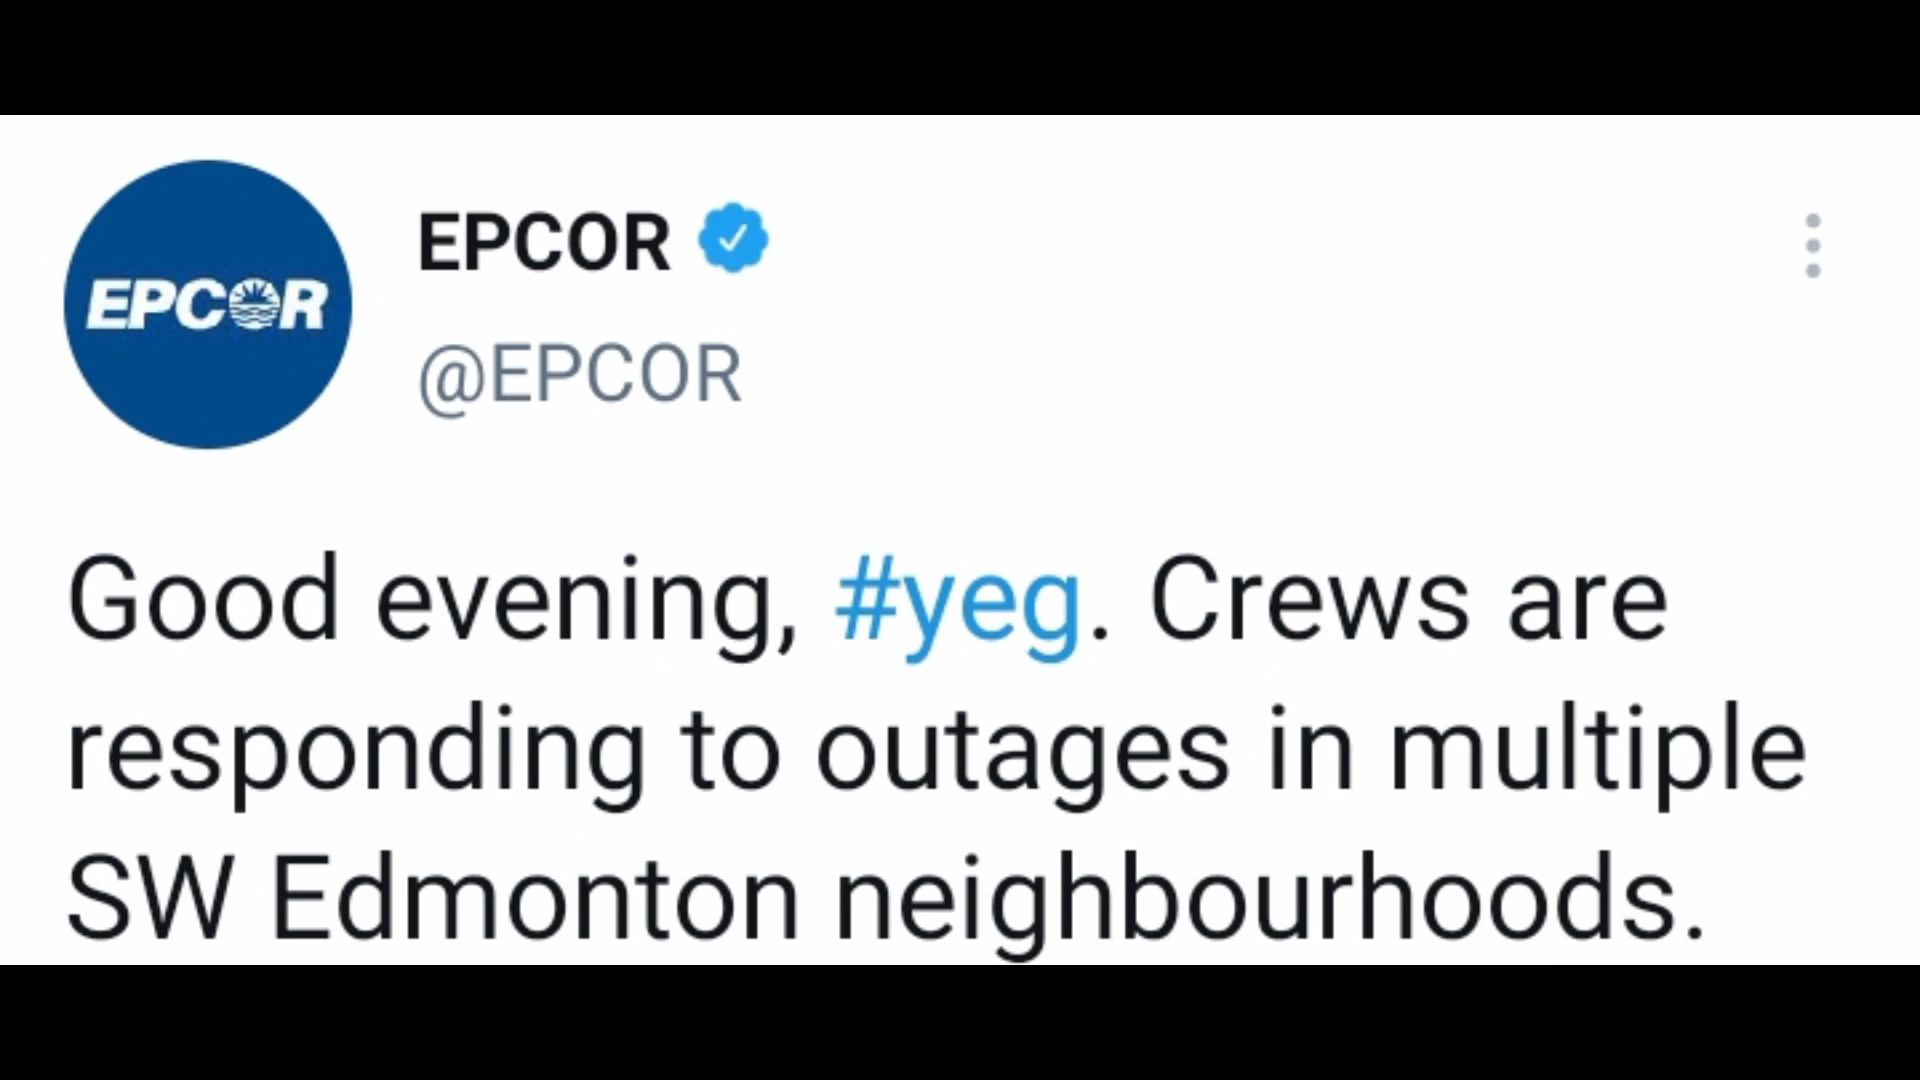 EPCOR
EPCOR
@EPCOR
Good evening, #yeg. Crews are
responding to outages in multiple
SW Edmonton neighbourhoods.